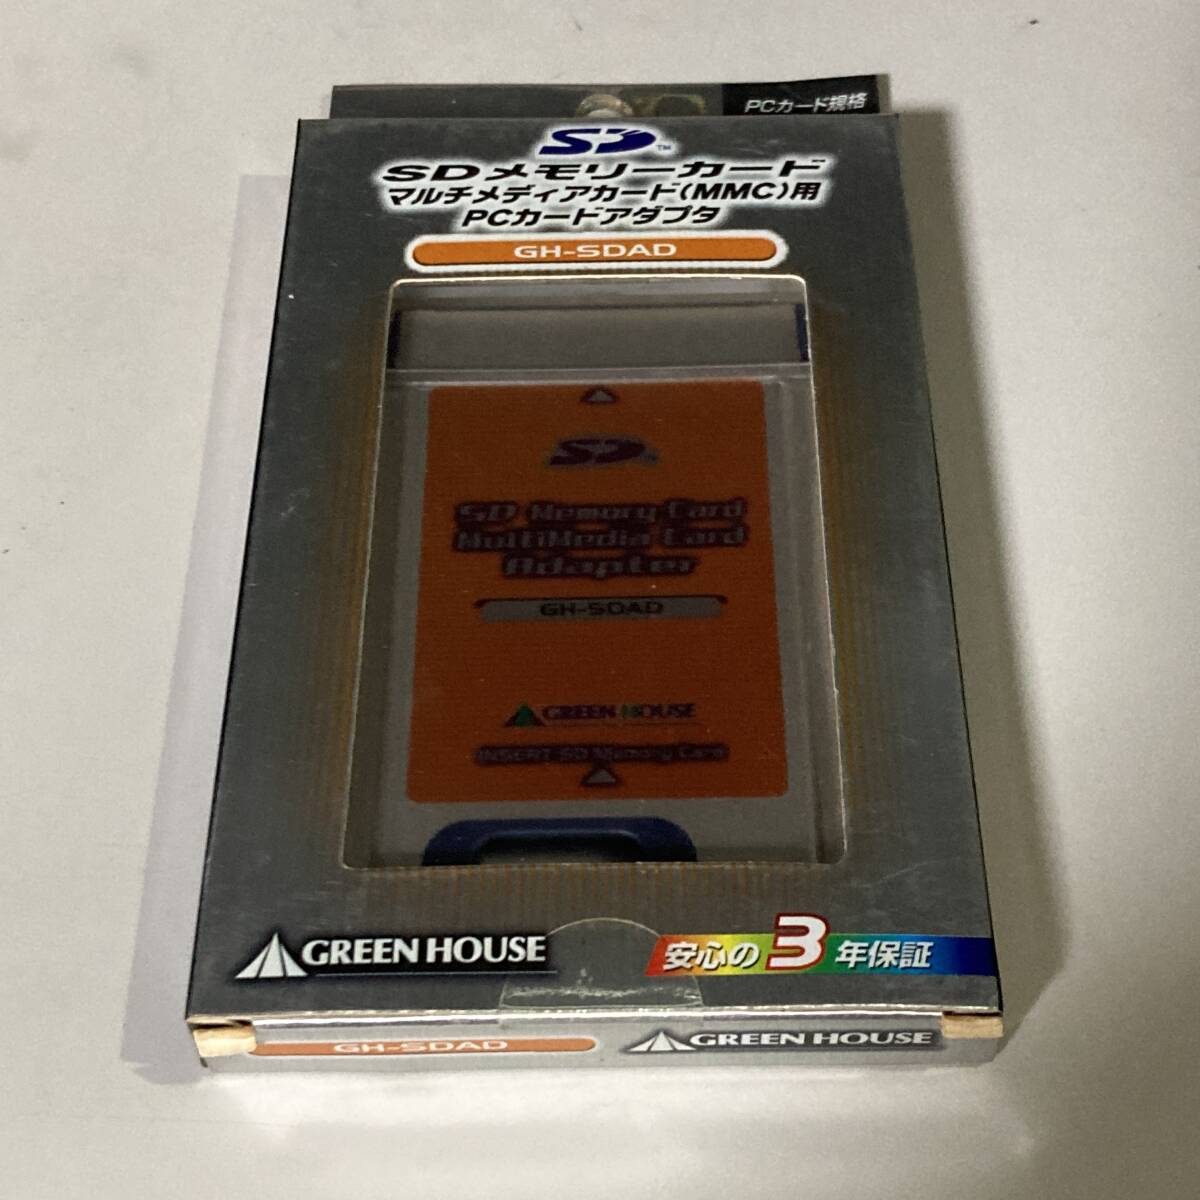 PCカード規格
SD™
SDメモリーカード
マルチメディアカード(MMC)用
PCカードアダプタ
GH-SDAD
SD
SD Memory Card
MultiMedia Card
Adapter
GH-SDAD
GREEN HOUSE
INSERT SD Memory Card
GREEN HOUSE
安心の3年保証
GH-SDAD
GREEN HOUSE